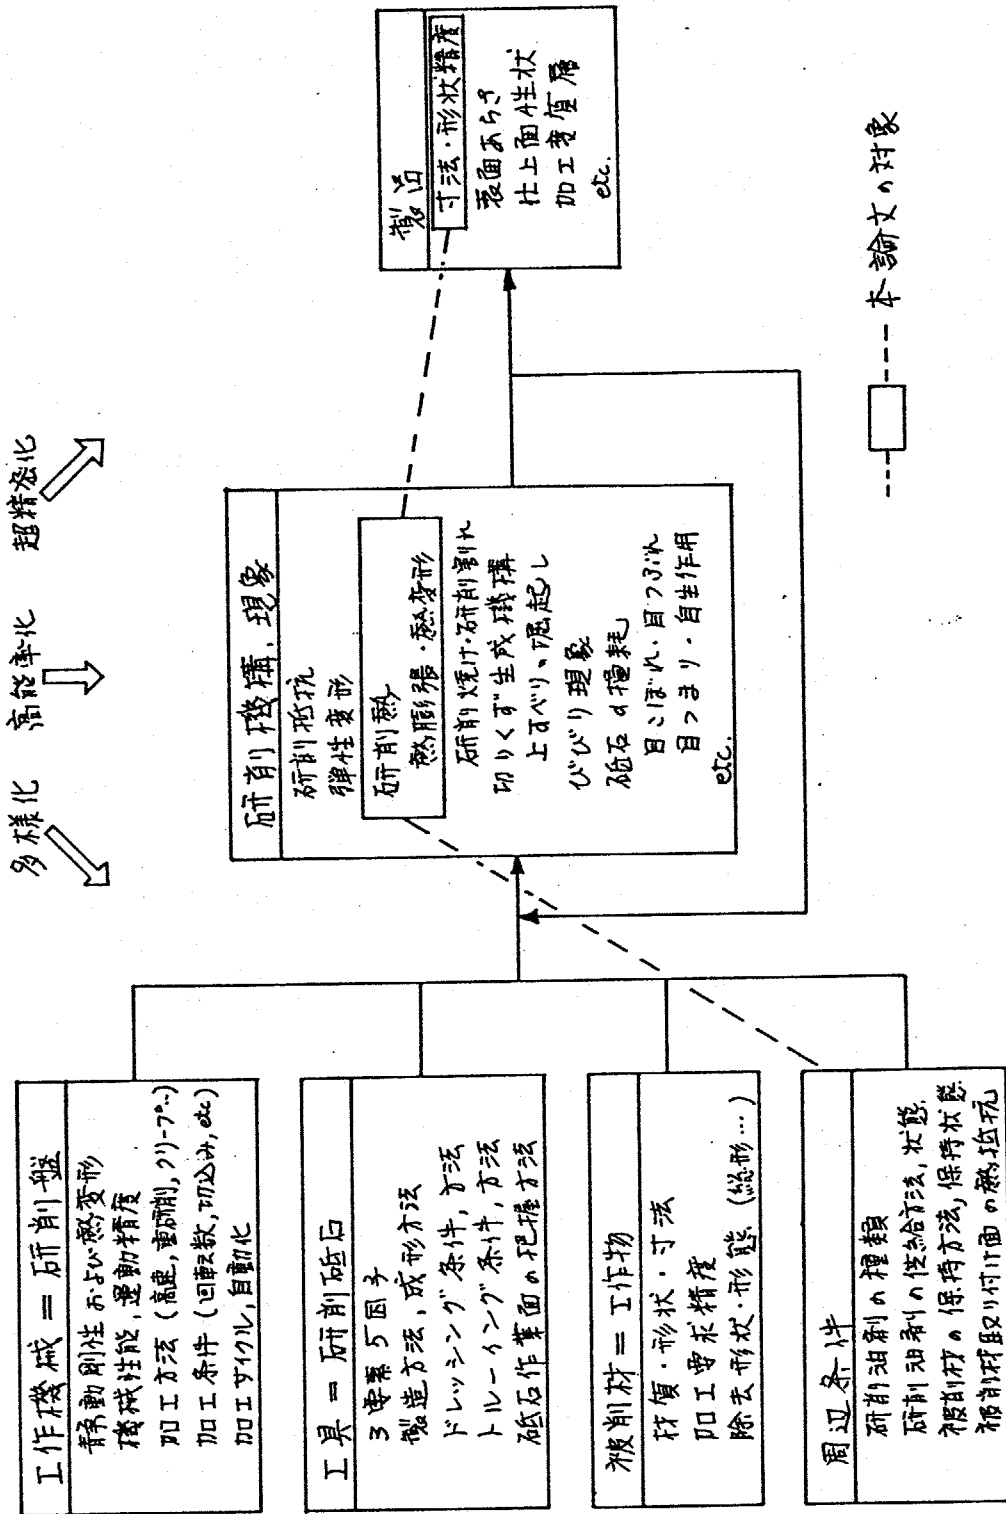 多様化
高能率化
超精密化
工作機械＝研削盤
静動剛性および熱変形
機械性能, 運動精度
加工方法 (高速, 重研削, クリープ…)
加工条件 (回転数, 切込み, etc)
加工サイクル, 自動化
工具＝研削砥石
3要素5因子
製造方法, 成形方法
ドレッシング条件, 方法
トルーイング条件, 方法
砥石作業面の把握方法
被削材＝工作物
材質・形状・寸法
加工要求精度
除去形状・形態 (総形…)
周辺条件
研削油剤の種類
研削油剤の供給方法, 状態
被削材の保持方法, 保持状態
被削材取り付け面の熱抵抗
研削機構, 現象
研削抵抗
弾性変形
研削熱
熱膨張・熱変形
研削焼け・研削割れ
切りくず生成機構
上すべり, 堀起し
びびり現象
砥石の損耗
目こぼれ・目つぶれ
目つまり・自生作用
etc.
製品
寸法・形状精度
表面あらさ
仕上面性状
加工変質層
etc.
本論文の対象